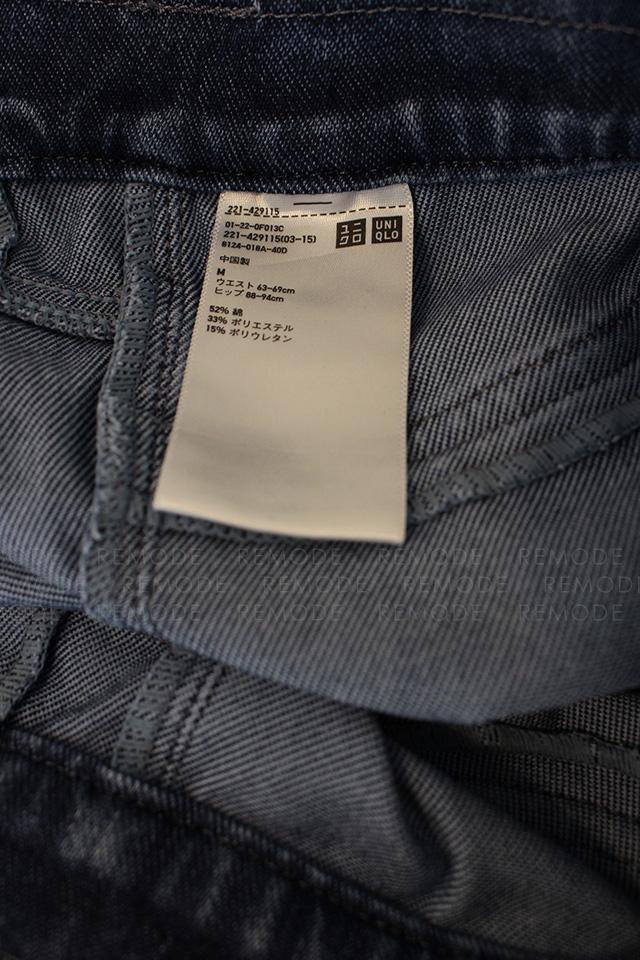 221-429115
01-22-0F013C
221-429115(03-15)
8124-018A-40D
ユニ
クロ
UNI
QLO
中国製
M
ウエスト 63-69cm
ヒップ 88-94cm
52% 綿
33% ポリエステル
15% ポリウレタン
REMODE REMODE REMODE REMODE
REMODE REMODE REMODE REMODE
REMODE REMODE REMODE REMODE